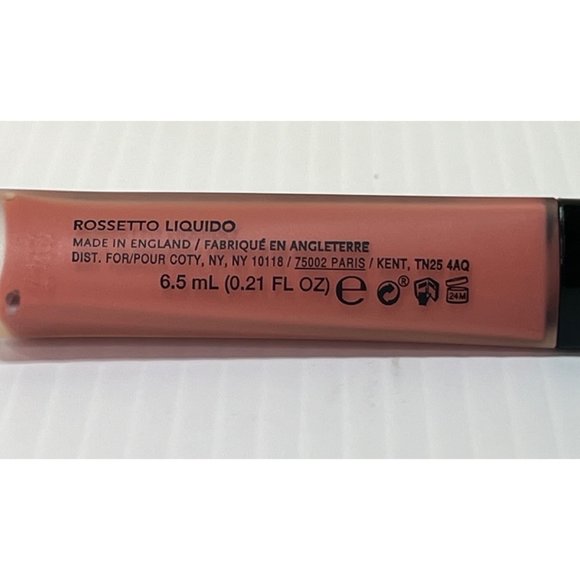 ROSSETTO LIQUIDO
MADE IN ENGLAND / FABRIQUÉ EN ANGLETERRE
DIST. FOR/POUR COTY, NY, NY 10118 / 75002 PARIS / KENT, TN25 4AQ
6.5 mL (0.21 FL OZ) ℮ ® 24M